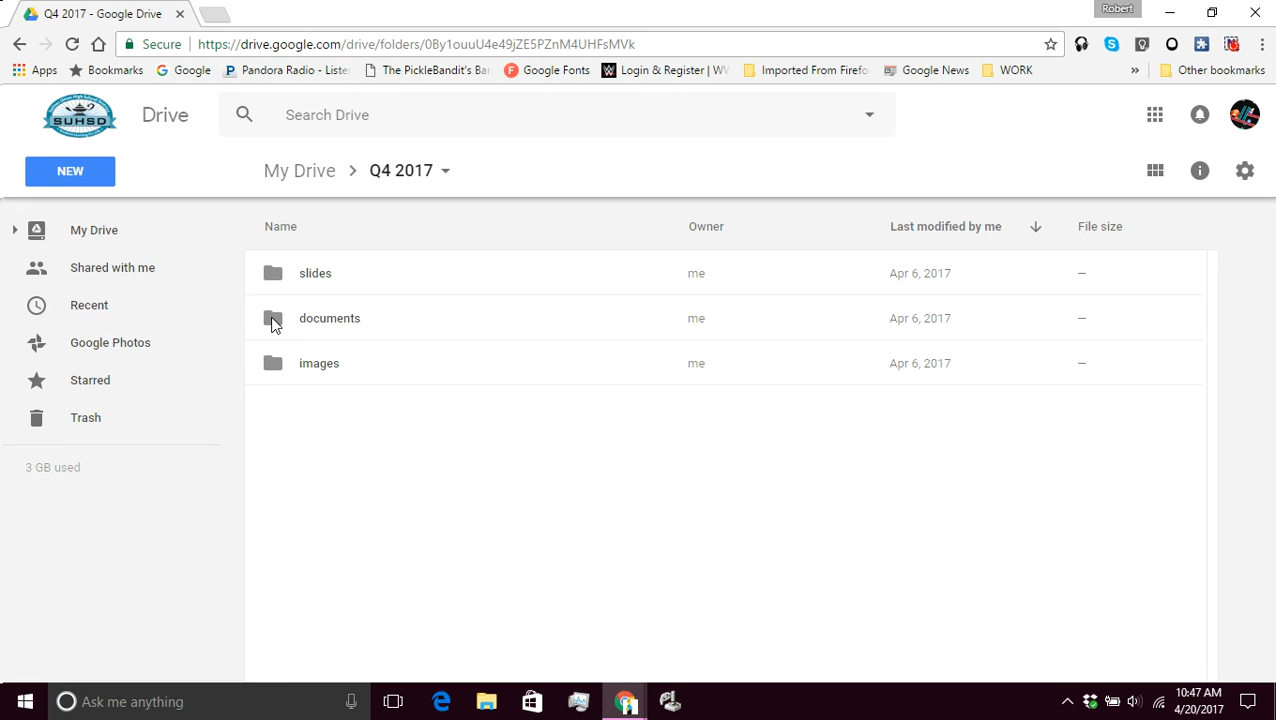 Q4 2017 - Google Drive
Robert
Secure
https://drive.google.com/drive/folders/0By1ouuU4e49jZE5PZnM4UHFsMVk
Apps
Bookmarks
Google
Pandora Radio - Liste
The PickleBandit's Ba
Google Fonts
Login & Register | W
Imported From Firefo
Google News
WORK
Other bookmarks
SUHSD
Drive
Search Drive
NEW
My Drive > Q4 2017
My Drive
Shared with me
Recent
Google Photos
Starred
Trash
3 GB used
Name Owner Last modified by me File size
slides me Apr 6, 2017 –
documents me Apr 6, 2017 –
images me Apr 6, 2017 –
Ask me anything
10:47 AM
4/20/2017